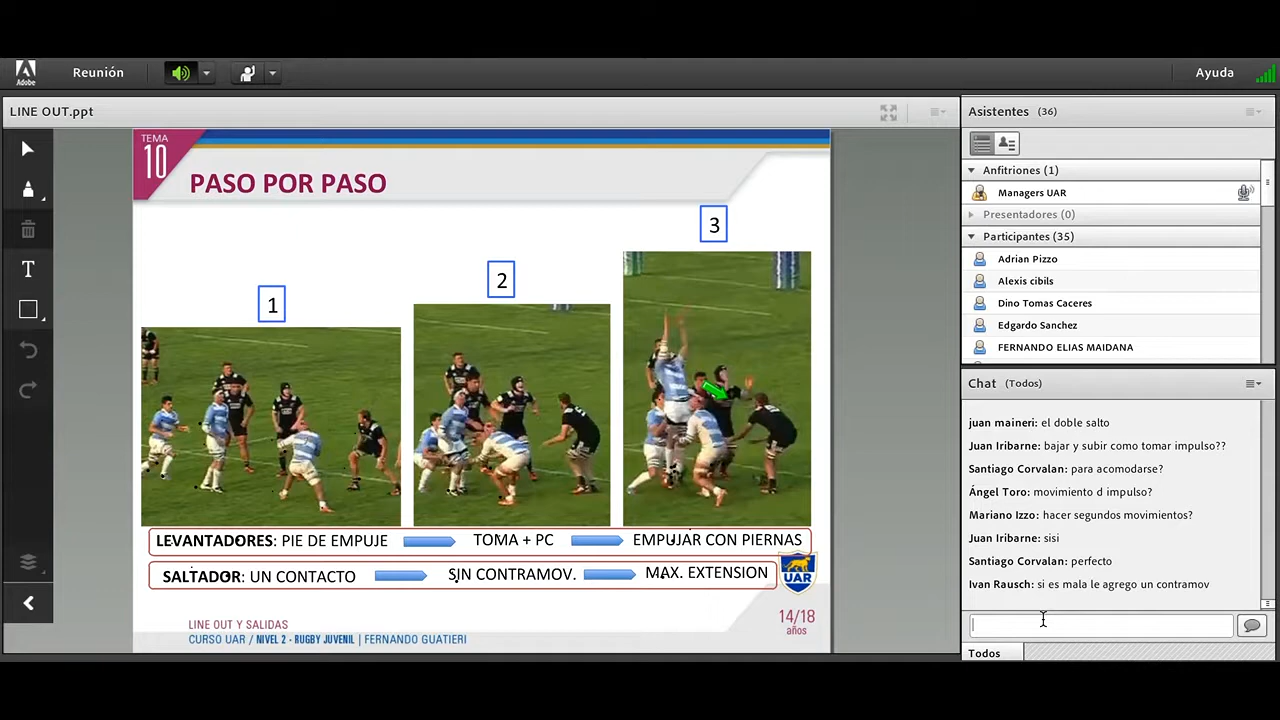 Adobe
Reunión
Ayuda
LINE OUT.ppt
TEMA
10
PASO POR PASO
1
2
3
LEVANTADORES: PIE DE EMPUJE TOMA + PC EMPUJAR CON PIERNAS
SALTADOR: UN CONTACTO SIN CONTRAMOV. MAX. EXTENSION
UAR
LINE OUT Y SALIDAS
CURSO UAR / NIVEL 2 - RUGBY JUVENIL | FERNANDO GUATIERI
14/18
años
T
Asistentes (36)
Anfitriones (1)
Managers UAR
Presentadores (0)
Participantes (35)
Adrian Pizzo
Alexis cibils
Dino Tomas Caceres
Edgardo Sanchez
FERNANDO ELIAS MAIDANA
Chat (Todos)
juan maineri: el doble salto
Juan Iribarne: bajar y subir como tomar impulso??
Santiago Corvalan: para acomodarse?
Ángel Toro: movimiento d impulso?
Mariano Izzo: hacer segundos movimientos?
Juan Iribarne: sisi
Santiago Corvalan: perfecto
Ivan Rausch: si es mala le agrego un contramov
Todos